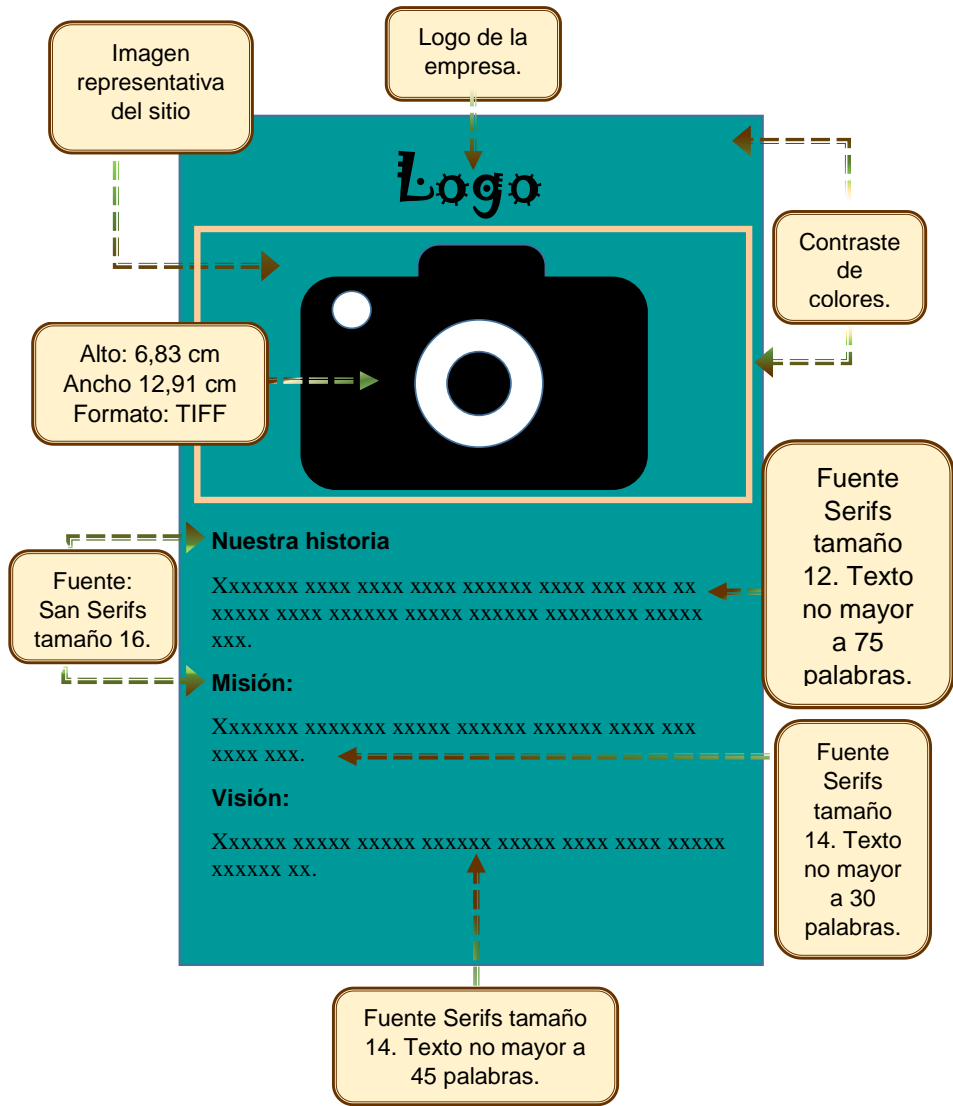 Imagen
representativa
del sitio
Logo de la
empresa.
Logo
Contraste
de
colores.
Alto: 6,83 cm
Ancho 12,91 cm
Formato: TIFF
Fuente
Serifs
tamaño
12. Texto
no mayor
a 75
palabras.
Nuestra historia
Fuente:
San Serifs
tamaño 16.
Xxxxxxx xxxx xxxx xxxx xxxxxx xxxx xxx xxx xx
xxxxx xxxx xxxxxx xxxxx xxxxxx xxxxxxxx xxxxx
xxx.
Misión:
Xxxxxxx xxxxxxx xxxxx xxxxxx xxxxxx xxxx xxx
xxxx xxx.
Fuente
Serifs
tamaño
14. Texto
no mayor
a 30
palabras.
Visión:
Xxxxxxx xxxxx xxxxx xxxxxx xxxxx xxxx xxxx xxxxx
xxxxxx xx.
Fuente Serifs tamaño
14. Texto no mayor a
45 palabras.